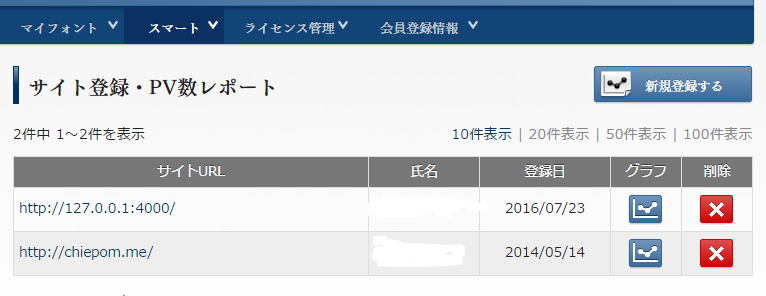 マイフォント スマート ライセンス管理 会員登録情報
サイト登録・PV数レポート
新規登録する
2件中 1～2件を表示
10件表示 | 20件表示 | 50件表示 | 100件表示
サイトURL 氏名 登録日 グラフ 削除
http://127.0.0.1:4000/ 2016/07/23
http://chiepom.me/ 2014/05/14